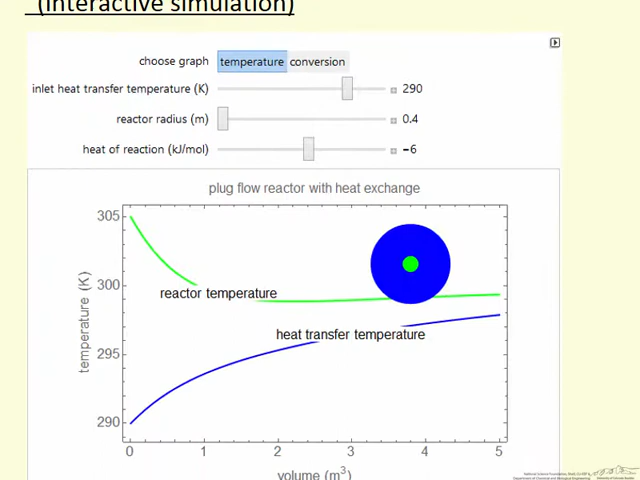 (interactive simulation)
choose graph temperature conversion
inlet heat transfer temperature (K) 290
reactor radius (m) 0.4
heat of reaction (kJ/mol) −6
plug flow reactor with heat exchange
305
300
295
290
temperature (K)
reactor temperature
heat transfer temperature
0 1 2 3 4 5
volume (m³)